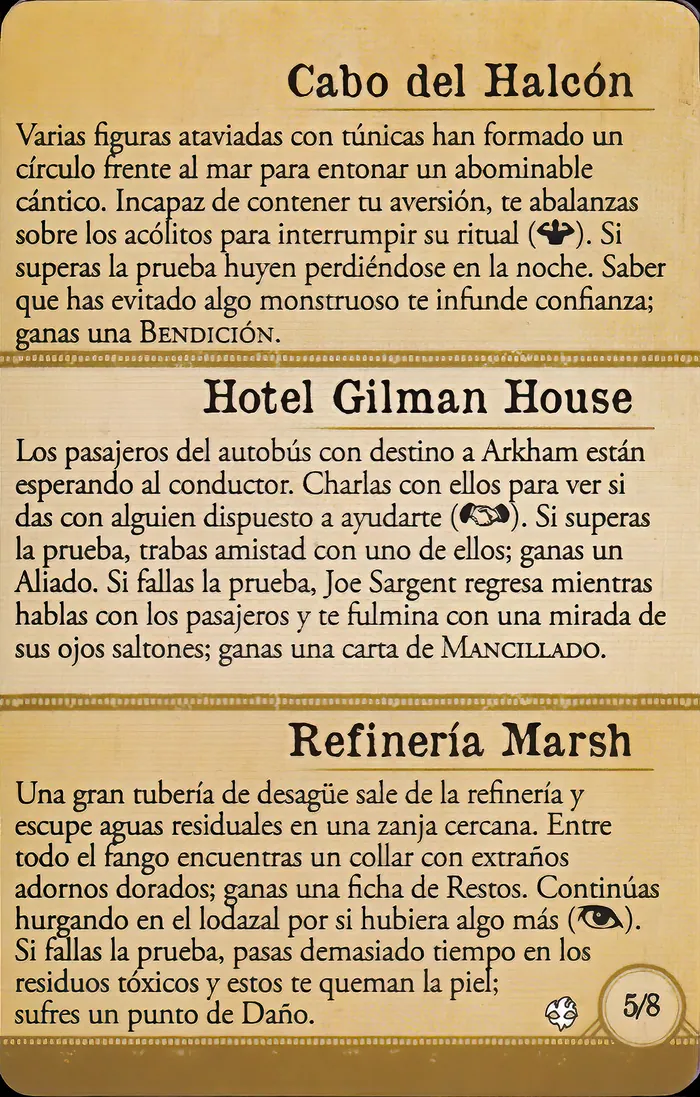 Cabo del Halcón
Varias figuras ataviadas con túnicas han formado un
círculo frente al mar para entonar un abominable
cántico. Incapaz de contener tu aversión, te abalanzas
sobre los acólitos para interrumpir su ritual ( ). Si
superas la prueba huyen perdiéndose en la noche. Saber
que has evitado algo monstruoso te infunde confianza;
ganas una BENDICIÓN.
Hotel Gilman House
Los pasajeros del autobús con destino a Arkham están
esperando al conductor. Charlas con ellos para ver si
das con alguien dispuesto a ayudarte ( ). Si superas
la prueba, trabas amistad con uno de ellos; ganas un
Aliado. Si fallas la prueba, Joe Sargent regresa mientras
hablas con los pasajeros y te fulmina con una mirada de
sus ojos saltones; ganas una carta de MANCILLADO.
Refinería Marsh
Una gran tubería de desagüe sale de la refinería y
escupe aguas residuales en una zanja cercana. Entre
todo el fango encuentras un collar con extraños
adornos dorados; ganas una ficha de Restos. Continúas
hurgando en el lodazal por si hubiera algo más ( ).
Si fallas la prueba, pasas demasiado tiempo en los
residuos tóxicos y estos te queman la piel;
sufres un punto de Daño.
5/8